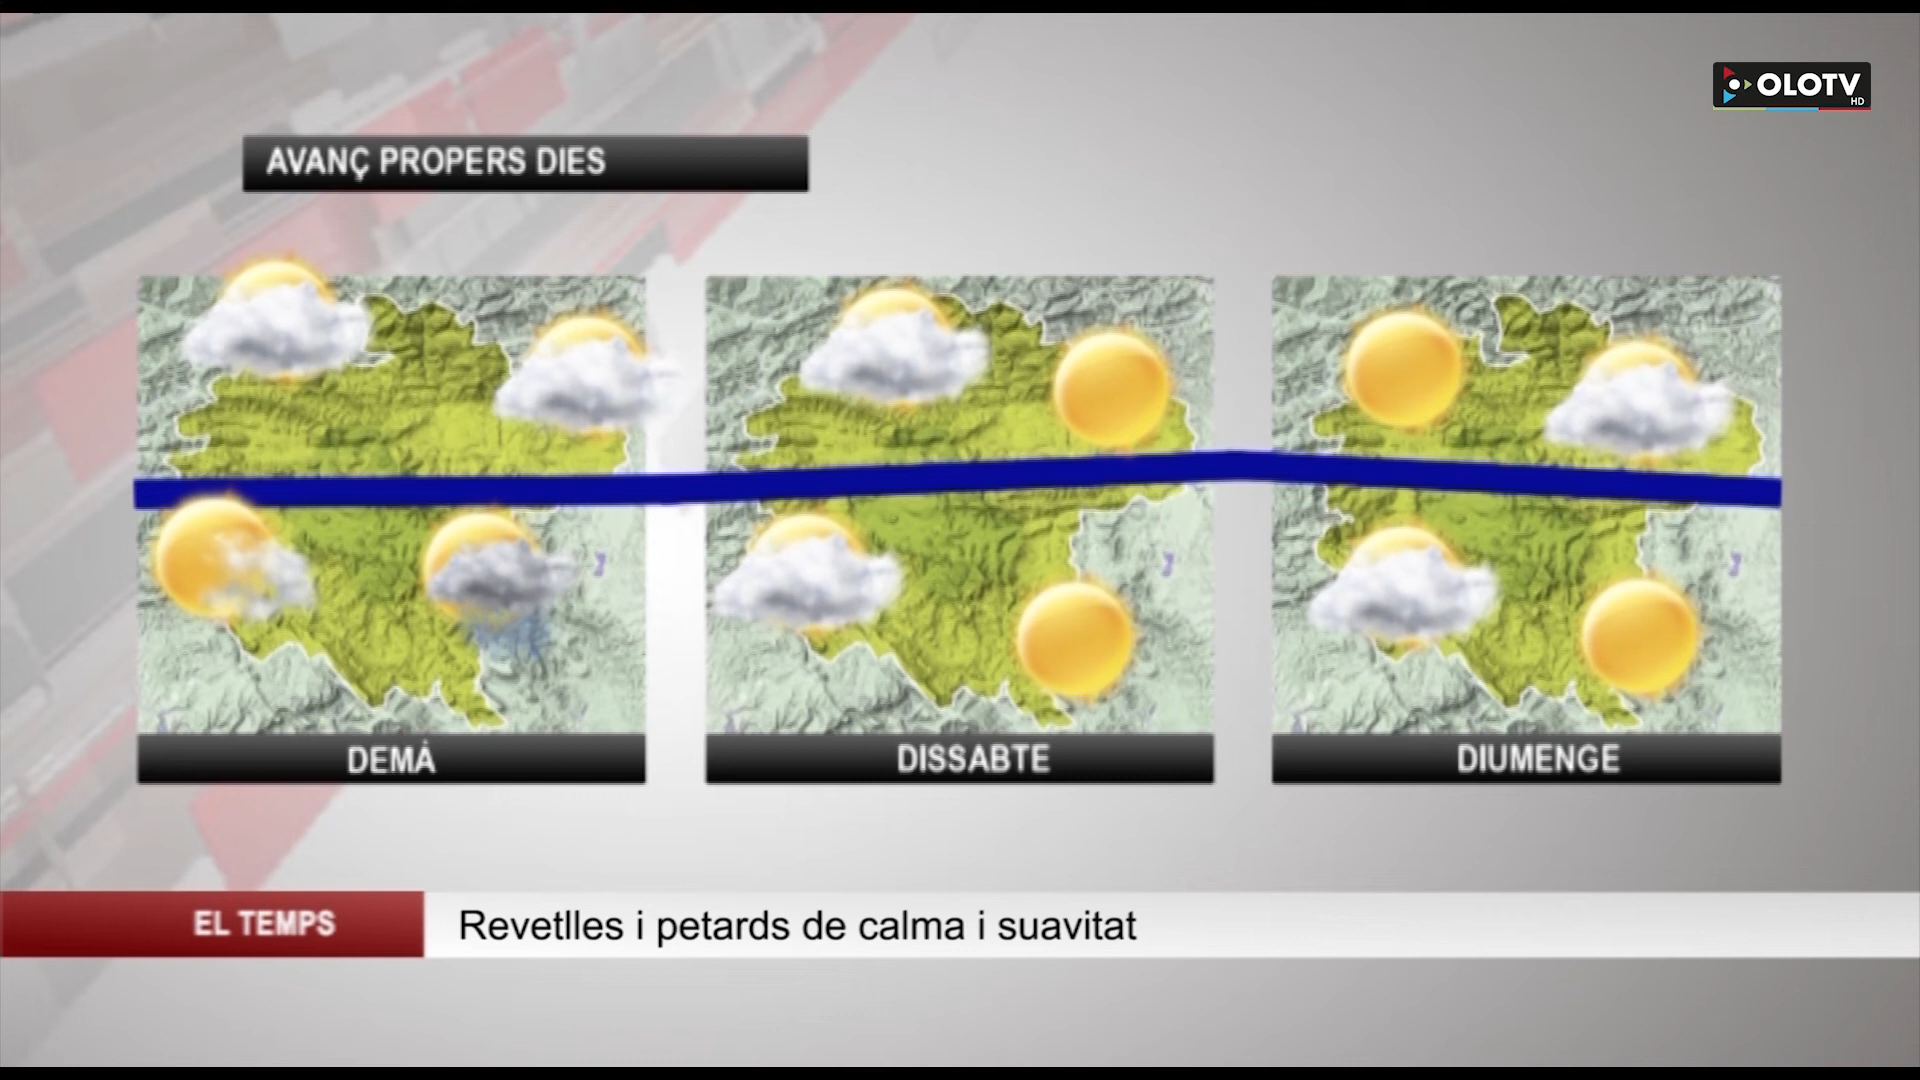 OLOTV
HD
AVANÇ PROPERS DIES
DEMÀ
DISSABTE
DIUMENGE
EL TEMPS
Revetlles i petards de calma i suavitat